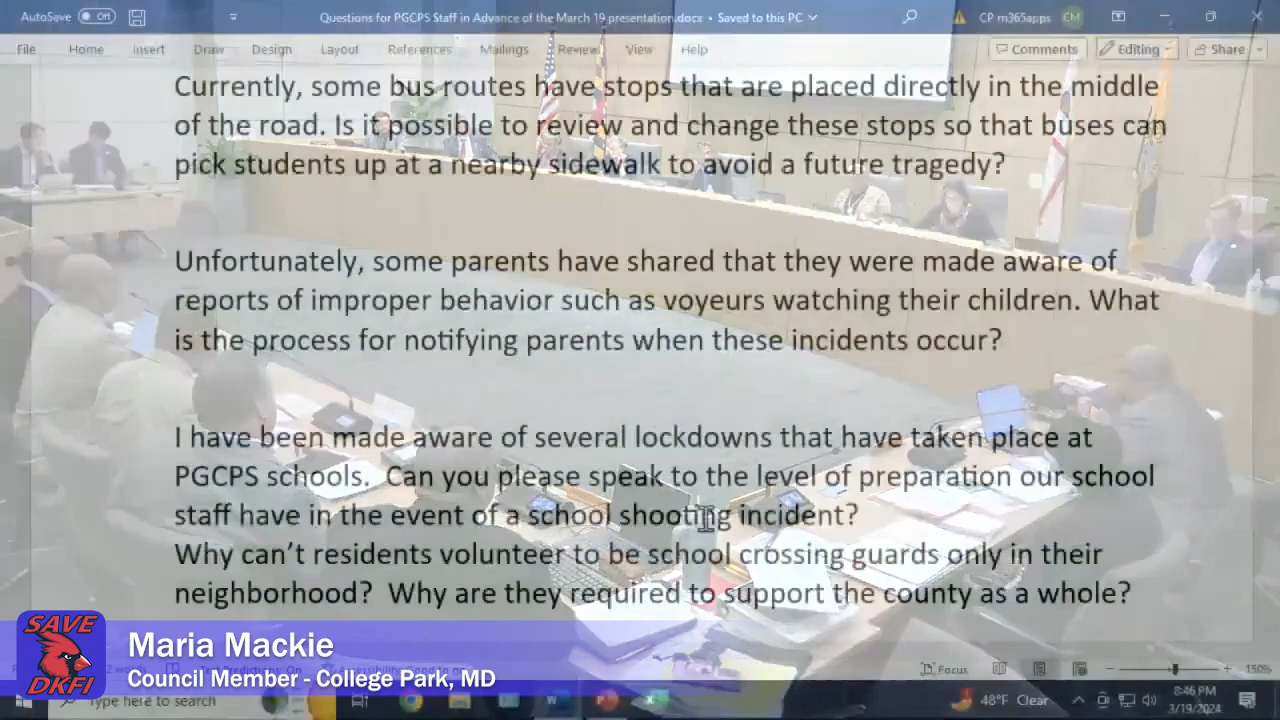 AutoSave Off Questions for PGCPS Staff in Advance of the March 19 presentation.docx • Saved to this PC CP m365apps CM
File Home Insert Draw Design Layout References Mailings Review View Help Comments Editing Share
Currently, some bus routes have stops that are placed directly in the middle
of the road. Is it possible to review and change these stops so that buses can
pick students up at a nearby sidewalk to avoid a future tragedy?
Unfortunately, some parents have shared that they were made aware of
reports of improper behavior such as voyeurs watching their children. What
is the process for notifying parents when these incidents occur?
I have been made aware of several lockdowns that have taken place at
PGCPS schools. Can you please speak to the level of preparation our school
staff have in the event of a school shooting incident?
Why can't residents volunteer to be school crossing guards only in their
neighborhood? Why are they required to support the county as a whole?
SAVE
DKFI
Maria Mackie
Council Member - College Park, MD
Focus 150%
Type here to search 48°F Clear 8:46 PM
3/19/2024